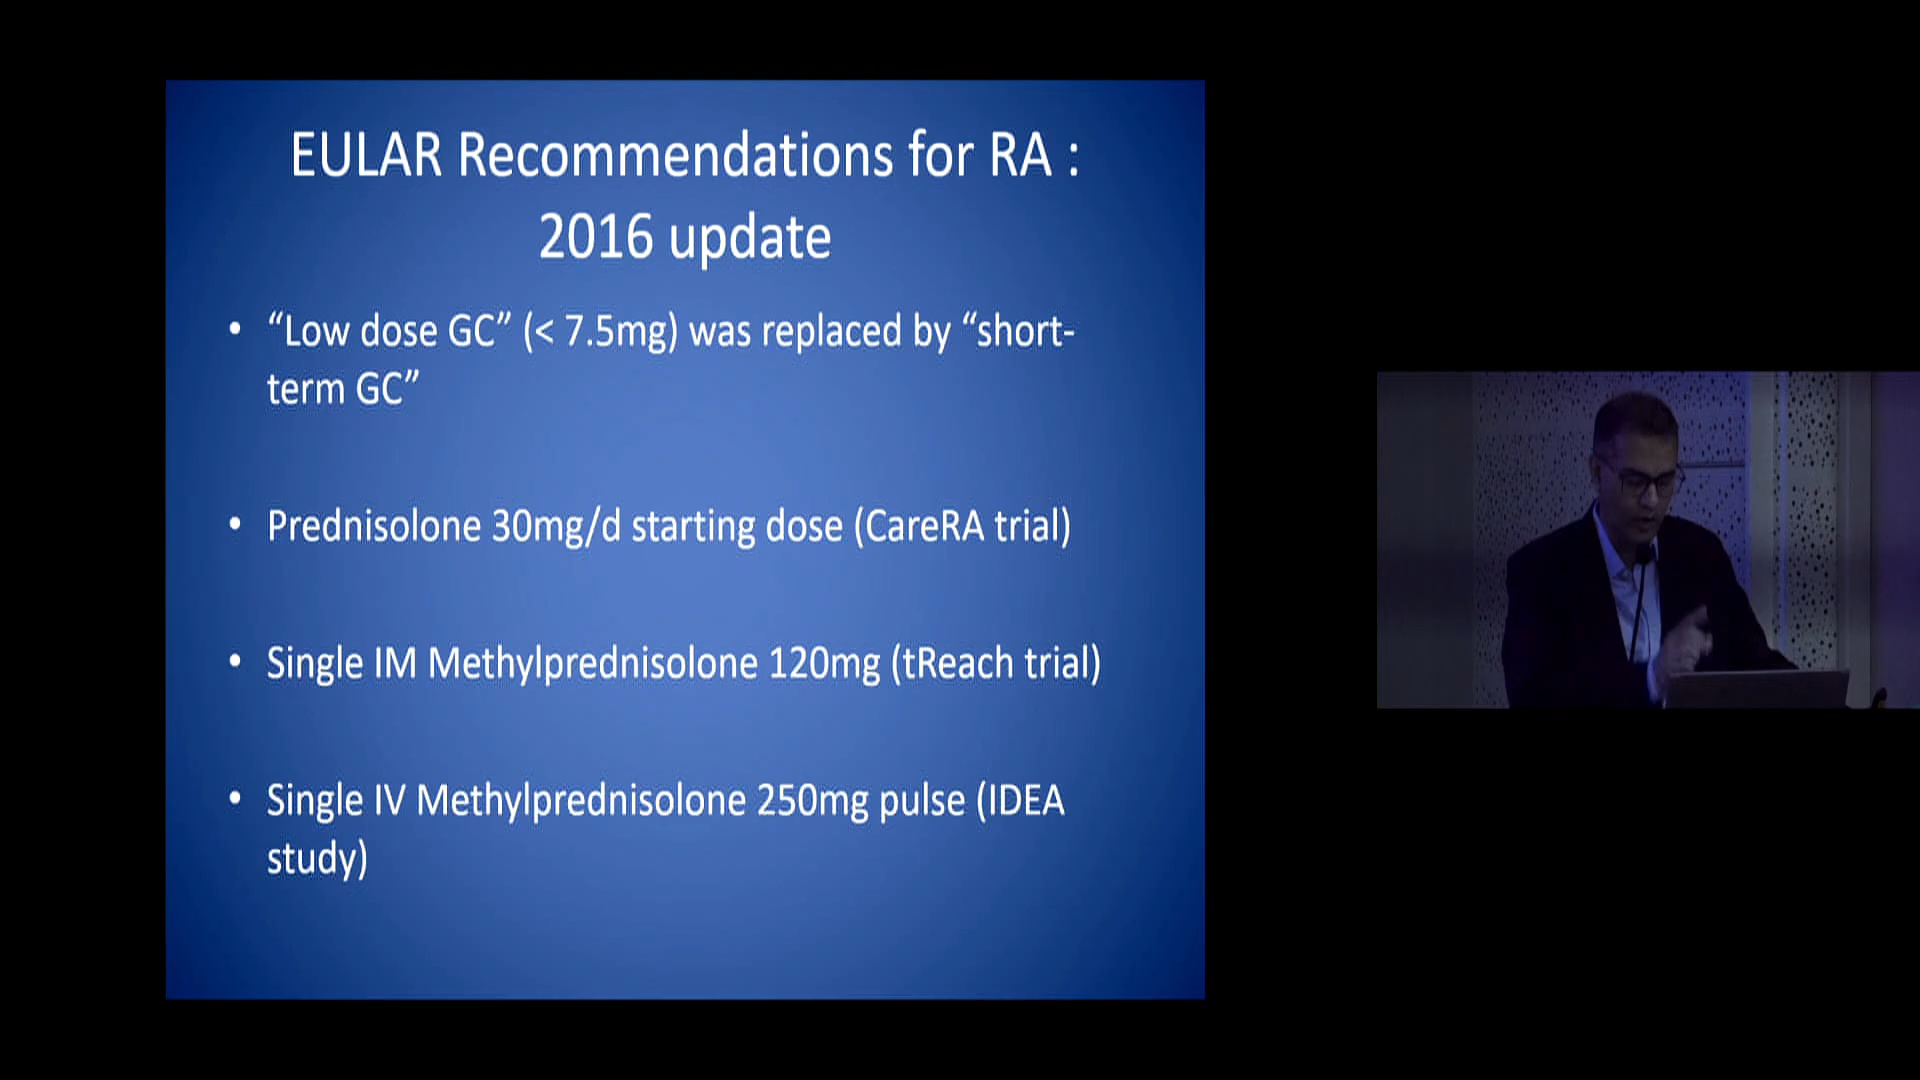 EULAR Recommendations for RA :
2016 update
• “Low dose GC” (< 7.5mg) was replaced by “short-
term GC”
• Prednisolone 30mg/d starting dose (CareRA trial)
• Single IM Methylprednisolone 120mg (tReach trial)
• Single IV Methylprednisolone 250mg pulse (IDEA
study)